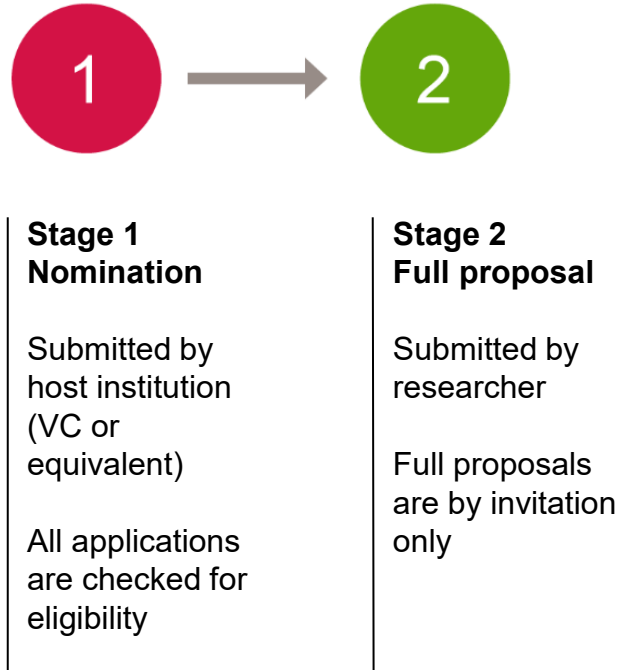 1
2
Stage 1
Nomination
Submitted by
host institution
(VC or
equivalent)
All applications
are checked for
eligibility
Stage 2
Full proposal
Submitted by
researcher
Full proposals
are by invitation
only